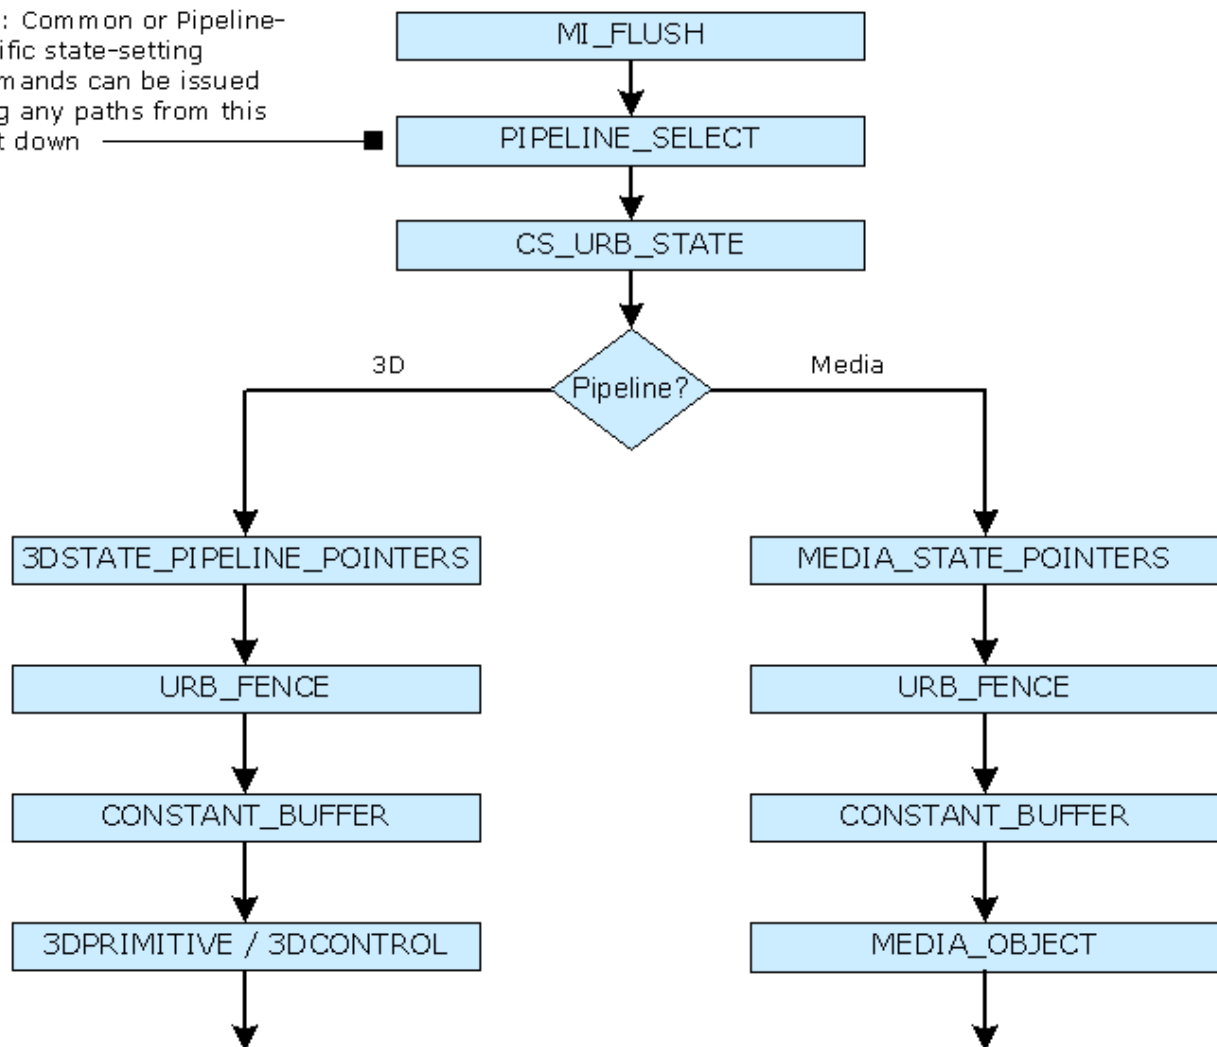 : Common or Pipeline-
ific state-setting
mands can be issued
g any paths from this
t down
MI_FLUSH
PIPELINE_SELECT
CS_URB_STATE
3D
Pipeline?
Media
3DSTATE_PIPELINE_POINTERS
MEDIA_STATE_POINTERS
URB_FENCE
URB_FENCE
CONSTANT_BUFFER
CONSTANT_BUFFER
3DPRIMITIVE / 3DCONTROL
MEDIA_OBJECT